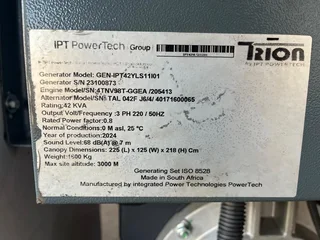 IPT PowerTech Group
TRION
BY IPT POWERTECH
Generator Model: GEN-IPT42YLS11I01
Generator S/N 23100873
Engine Model/SN:4TNV98T-GGEA /205413
Alternator Model/SN: TAL 042F J6/4/ 40171600065
Rating:42 KVA
Output Volt/Frequency :3 PH 220 / 50HZ
Rated Power factor:0.8
Normal Conditions:0 M asl, 25 °C
Year of production:2024
Sound Level:68 dB(A)@ 7 m
Canopy Dimensions: 225 (L) x 125 (W) x 218 (H) Cm
Weight:1600 Kg
Max site altitude: 3000 M
Generating Set ISO 8528
Made in South Africa
Manufactured by integrated Power Technologies PowerTech